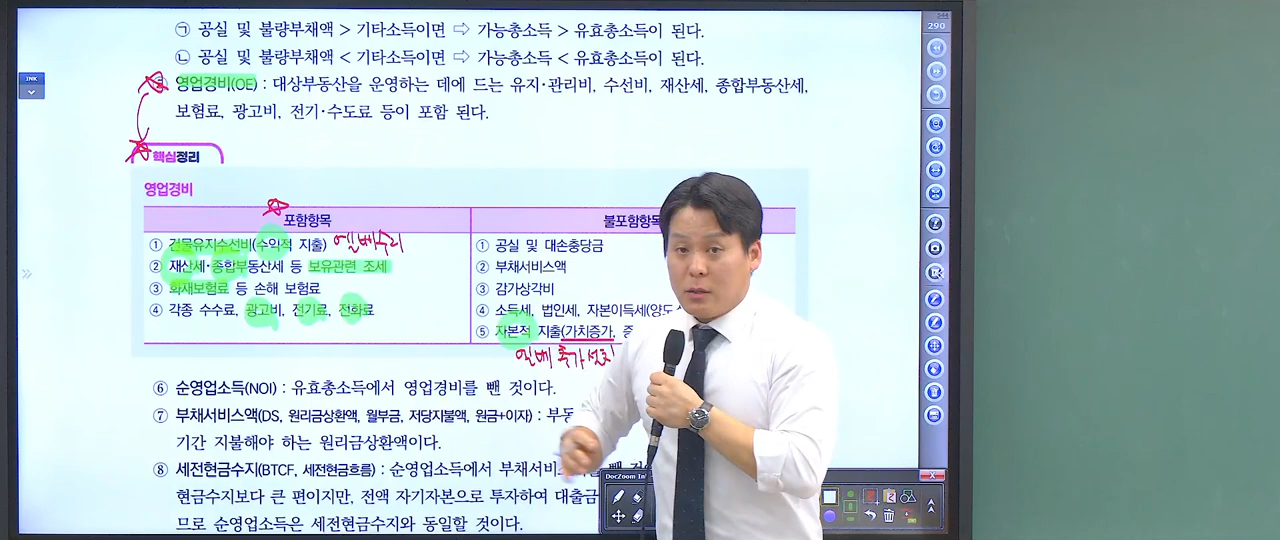 ㉠ 공실 및 불량부채액 > 기타소득이면 ⇨ 가능총소득 > 유효총소득이 된다.
㉡ 공실 및 불량부채액 < 기타소득이면 ⇨ 가능총소득 < 유효총소득이 된다.
영업경비(OE) : 대상부동산을 운영하는 데에 드는 유지·관리비, 수선비, 재산세, 종합부동산세,
보험료, 광고비, 전기·수도료 등이 포함 된다.
핵심정리
영업경비
포함항목
불포함항목
① 건물유지수선비(수익적 지출) 엘베수리
① 공실 및 대손충당금
② 재산세·종합부동산세 등 보유관련 조세
② 부채서비스액
③ 화재보험료 등 손해 보험료
③ 감가상각비
④ 각종 수수료, 광고비, 전기료, 전화료
④ 소득세, 법인세, 자본이득세(양도
⑤ 자본적 지출(가치증가,
엘베 추가설치
⑥ 순영업소득(NOI) : 유효총소득에서 영업경비를 뺀 것이다.
⑦ 부채서비스액(DS, 원리금상환액, 월부금, 저당지불액, 원금+이자) : 부동
기간 지불해야 하는 원리금상환액이다.
⑧ 세전현금수지(BTCF, 세전현금흐름) : 순영업소득에서 부채서비스
현금수지보다 큰 편이지만, 전액 자기자본으로 투자하여 대출금
므로 순영업소득은 세전현금수지와 동일할 것이다.
INK
290
DocZoom In